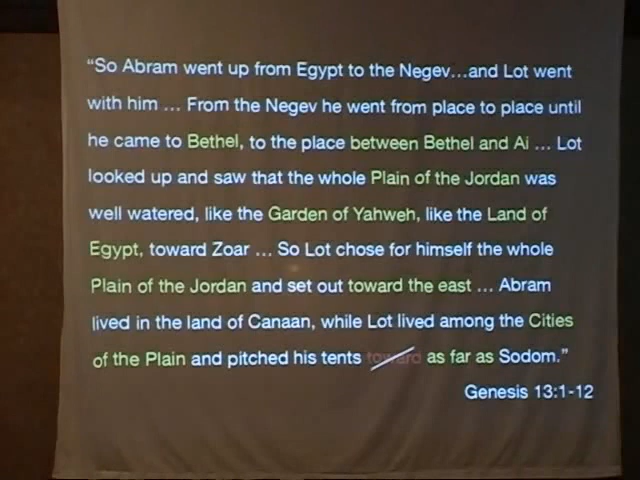 “So Abram went up from Egypt to the Negev…and Lot went
with him … From the Negev he went from place to place until
he came to Bethel, to the place between Bethel and Ai … Lot
looked up and saw that the whole Plain of the Jordan was
well watered, like the Garden of Yahweh, like the Land of
Egypt, toward Zoar … So Lot chose for himself the whole
Plain of the Jordan and set out toward the east … Abram
lived in the land of Canaan, while Lot lived among the Cities
of the Plain and pitched his tents toward as far as Sodom.”
Genesis 13:1-12